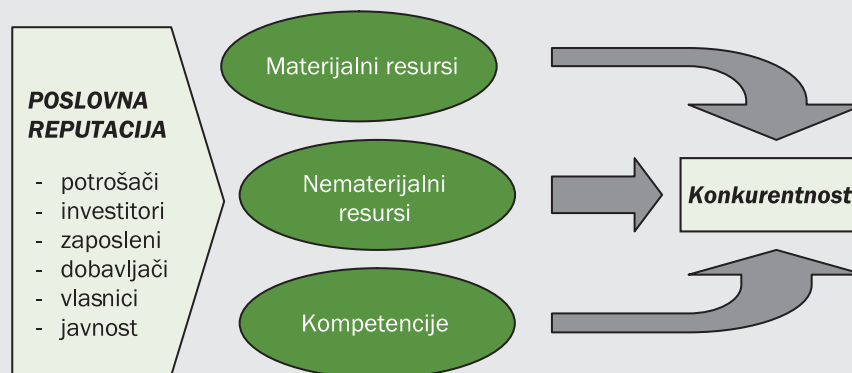 POSLOVNA
REPUTACIJA
- potrošači
- investitori
- zaposleni
- dobavljači
- vlasnici
- javnost
Materijalni resursi
Nematerijalni
resursi
Kompetencije
Konkurentnost